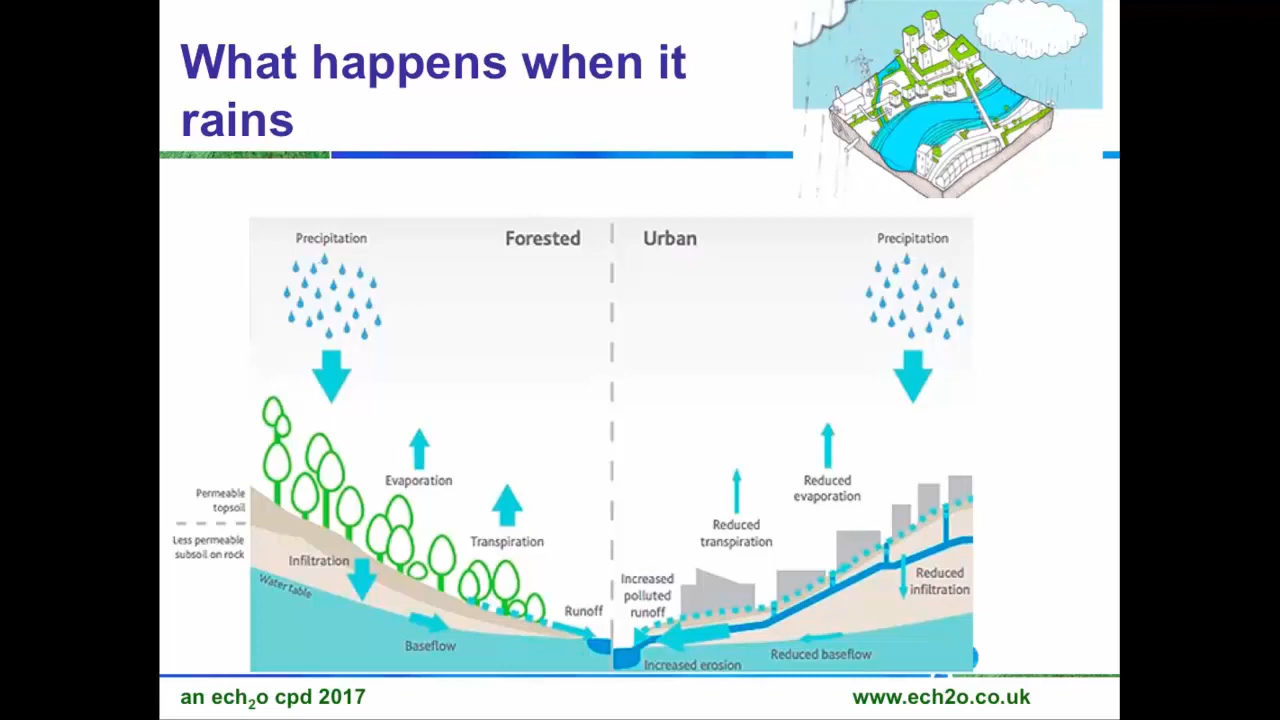 What happens when it
rains
Precipitation
Forested
Urban
Precipitation
Evaporation
Reduced
evaporation
Permeable
topsoil
Transpiration
Reduced
transpiration
Less permeable
subsoil on rock
Infiltration
Water table
Reduced
infiltration
Increased
polluted
runoff
Runoff
Baseflow
Reduced baseflow
Increased erosion
an ech₂o cpd 2017
www.ech2o.co.uk